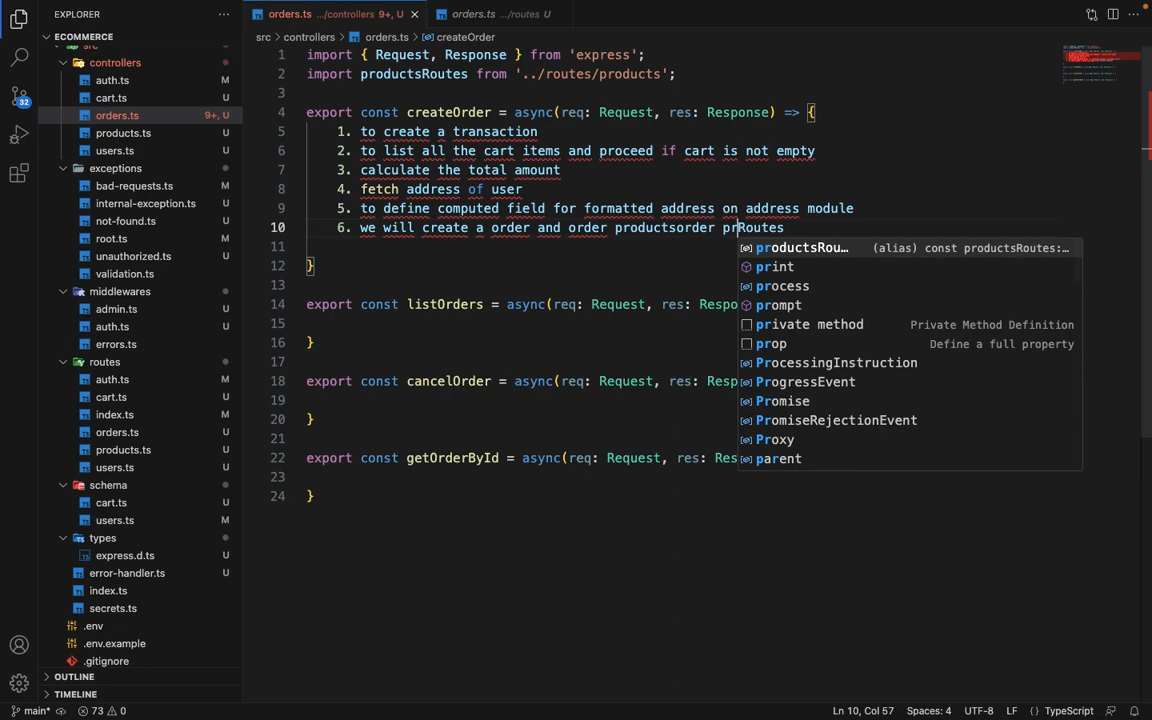 EXPLORER
orders.ts .../controllers 9+, U
orders.ts .../routes U
ECOMMERCE
src
controllers
auth.ts M
cart.ts U
orders.ts 9+, U
products.ts U
users.ts U
exceptions
bad-requests.ts M
internal-exception.ts U
not-found.ts U
root.ts M
unauthorized.ts U
validation.ts M
middlewares
admin.ts U
auth.ts U
errors.ts U
routes
auth.ts M
cart.ts U
index.ts M
orders.ts U
products.ts U
users.ts U
schema
cart.ts U
users.ts M
types
express.d.ts U
error-handler.ts U
index.ts
secrets.ts
.env
.env.example
.gitignore
OUTLINE
TIMELINE
src > controllers > orders.ts > createOrder
1 import { Request, Response } from 'express';
2 import productsRoutes from '../routes/products';
3
4 export const createOrder = async(req: Request, res: Response) => {
5 1. to create a transaction
6 2. to list all the cart items and proceed if cart is not empty
7 3. calculate the total amount
8 4. fetch address of user
9 5. to define computed field for formatted address on address module
10 6. we will create a order and order productsorder prRoutes
11
12 }
13
14 export const listOrders = async(req: Request, res: Respo
15
16 }
17
18 export const cancelOrder = async(req: Request, res: Resp
19
20 }
21
22 export const getOrderById = async(req: Request, res: Res
23
24 }
productsRou... (alias) const productsRoutes:...
print
process
prompt
private method Private Method Definition
prop Define a full property
ProcessingInstruction
ProgressEvent
Promise
PromiseRejectionEvent
Proxy
parent
32
main* 73 0
Ln 10, Col 57 Spaces: 4 UTF-8 LF {} TypeScript